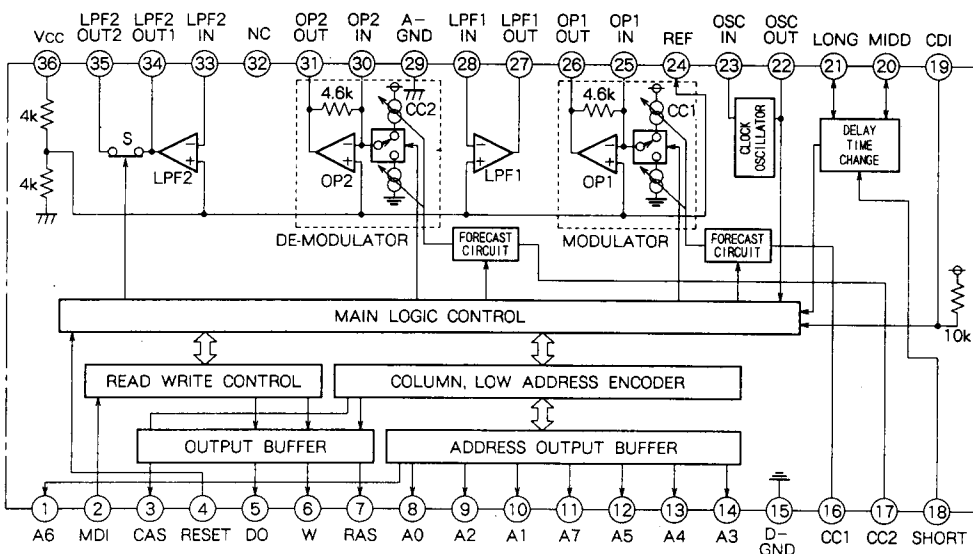 Vcc
LPF2 OUT2
LPF2 OUT1
LPF2 IN
NC
OP2 OUT
OP2 IN
A-GND
LPF1 IN
LPF1 OUT
OP1 OUT
OP1 IN
REF
OSC IN
OSC OUT
LONG
MIDD
CDI
36 35 34 33 32 31 30 29 28 27 26 25 24 23 22 21 20 19
4k
4k
S
LPF2
4.6k
CC2
OP2
DE-MODULATOR
LPF1
4.6k
CC1
OP1
MODULATOR
CLOCK OSCILLATOR
DELAY TIME CHANGE
FORECAST CIRCUIT
FORECAST CIRCUIT
10k
MAIN LOGIC CONTROL
READ WRITE CONTROL
COLUMN, LOW ADDRESS ENCODER
OUTPUT BUFFER
ADDRESS OUTPUT BUFFER
1 2 3 4 5 6 7 8 9 10 11 12 13 14 15 16 17 18
A6 MDI CAS RESET DO W RAS A0 A2 A1 A7 A5 A4 A3 D-GND CC1 CC2 SHORT